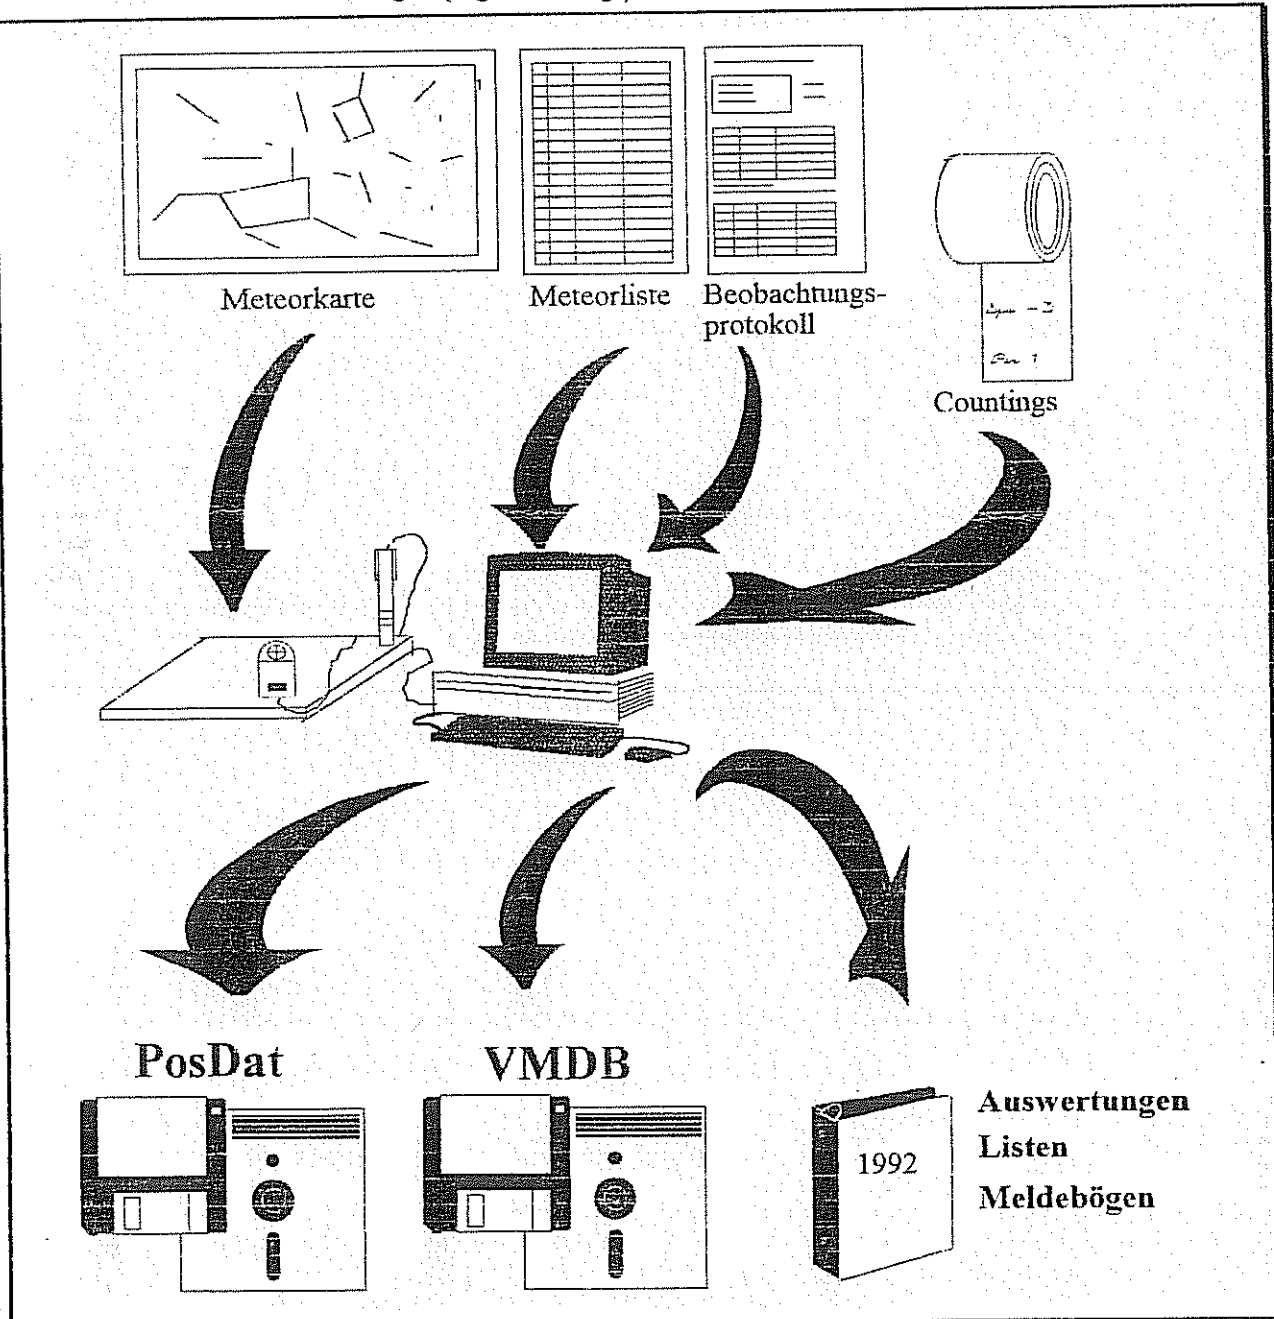 Meteorkarte
Meteorliste
Beobachtungs-
protokoll
Countings
PosDat
VMDB
1992
Auswertungen
Listen
Meldebögen